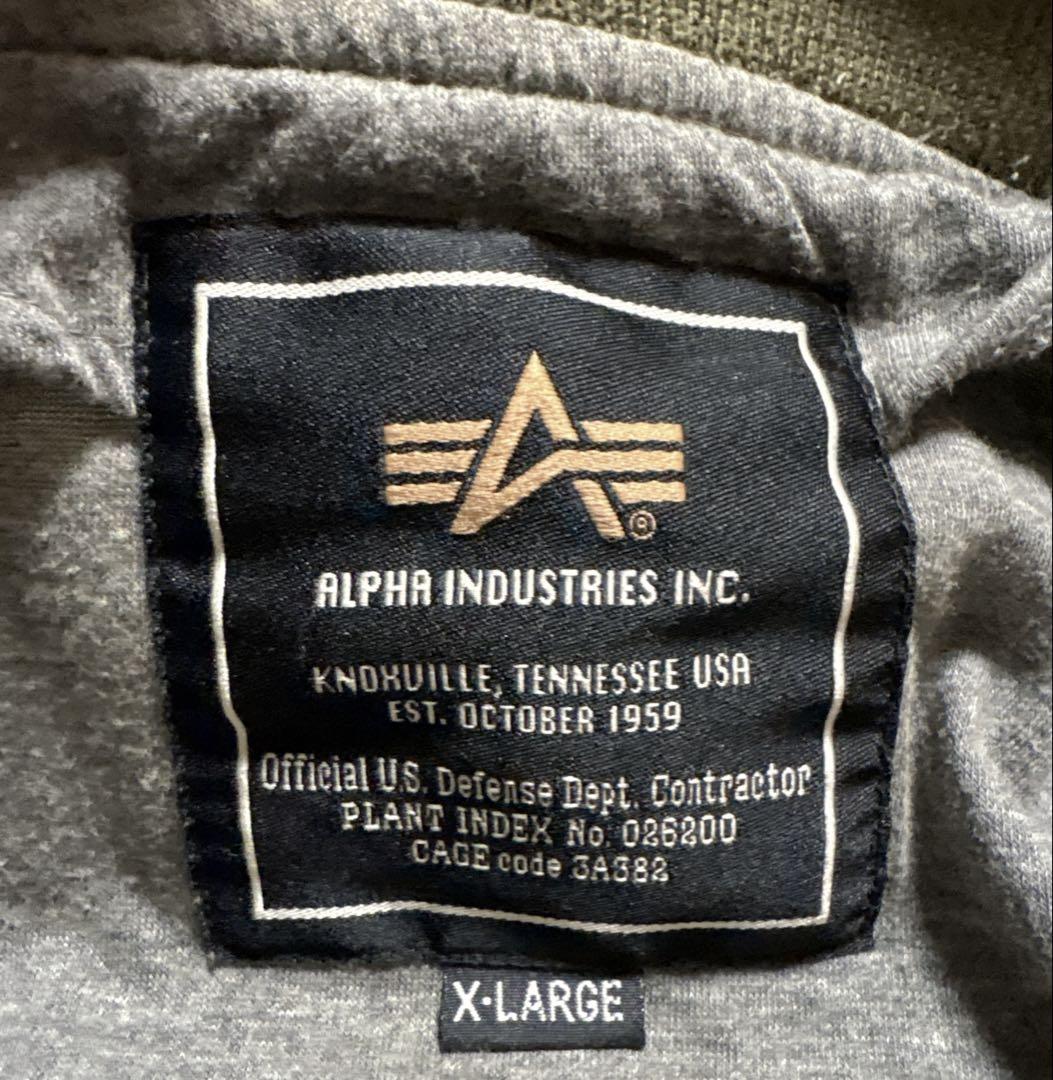 ®
ALPHA INDUSTRIES INC.
KNOXVILLE, TENNESSEE USA
EST. OCTOBER 1959
Official U.S. Defense Dept. Contractor
PLANT INDEX No. 026200
CAGE code 3A382
X·LARGE